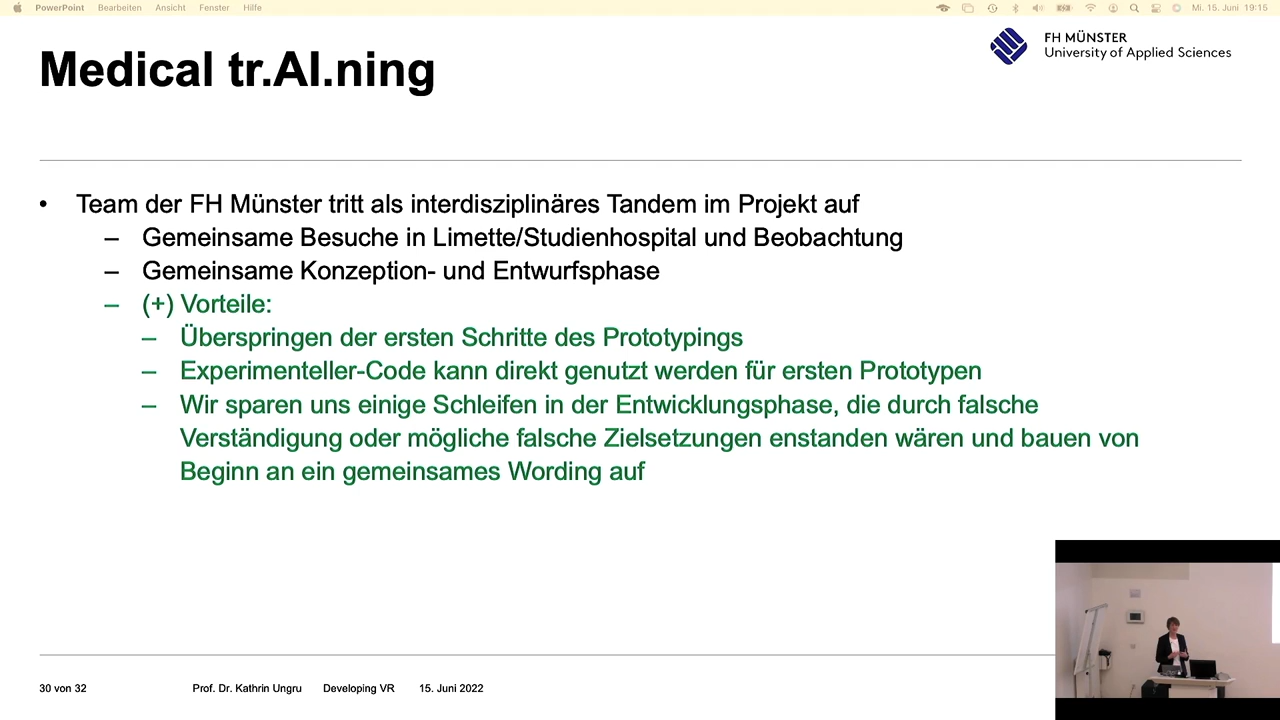 PowerPoint Bearbeiten Ansicht Fenster Hilfe Mi. 15. Juni 19:15
Medical tr.AI.ning
FH MÜNSTER
University of Applied Sciences
• Team der FH Münster tritt als interdisziplinäres Tandem im Projekt auf
– Gemeinsame Besuche in Limette/Studienhospital und Beobachtung
– Gemeinsame Konzeption- und Entwurfsphase
– (+) Vorteile:
– Überspringen der ersten Schritte des Prototypings
– Experimenteller-Code kann direkt genutzt werden für ersten Prototypen
– Wir sparen uns einige Schleifen in der Entwicklungsphase, die durch falsche
Verständigung oder mögliche falsche Zielsetzungen enstanden wären und bauen von
Beginn an ein gemeinsames Wording auf
30 von 32 Prof. Dr. Kathrin Ungru Developing VR 15. Juni 2022